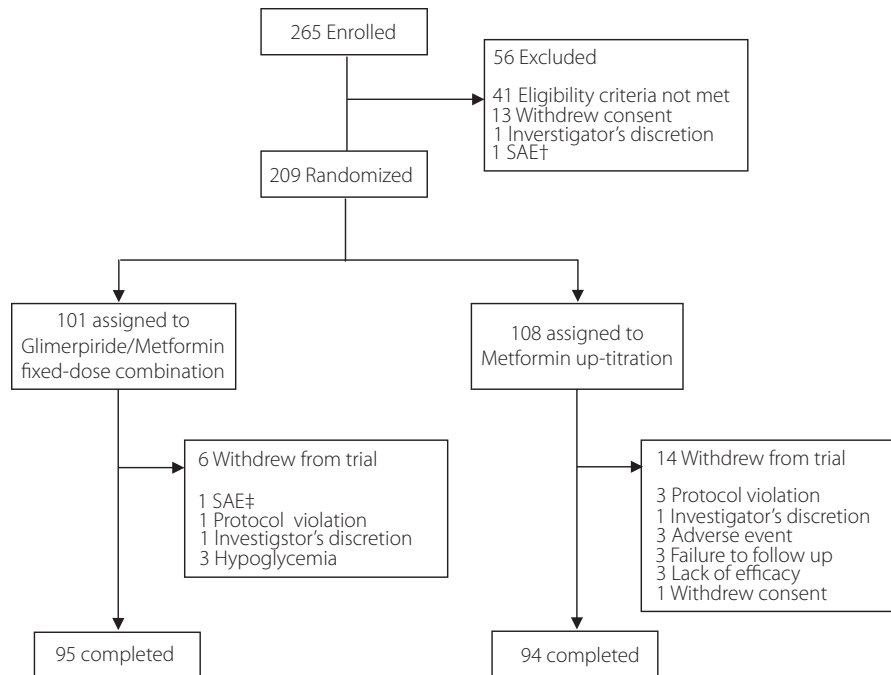 265 Enrolled
56 Excluded
41 Eligibility criteria not met
13 Withdrew consent
1 Inverstigator's discretion
1 SAE†
209 Randomized
101 assigned to
Glimerpiride/Metformin
fixed-dose combination
108 assigned to
Metformin up-titration
6 Withdrew from trial
1 SAE‡
1 Protocol violation
1 Investigstor's discretion
3 Hypoglycemia
14 Withdrew from trial
3 Protocol violation
1 Investigator's discretion
3 Adverse event
3 Failure to follow up
3 Lack of efficacy
1 Withdrew consent
95 completed
94 completed